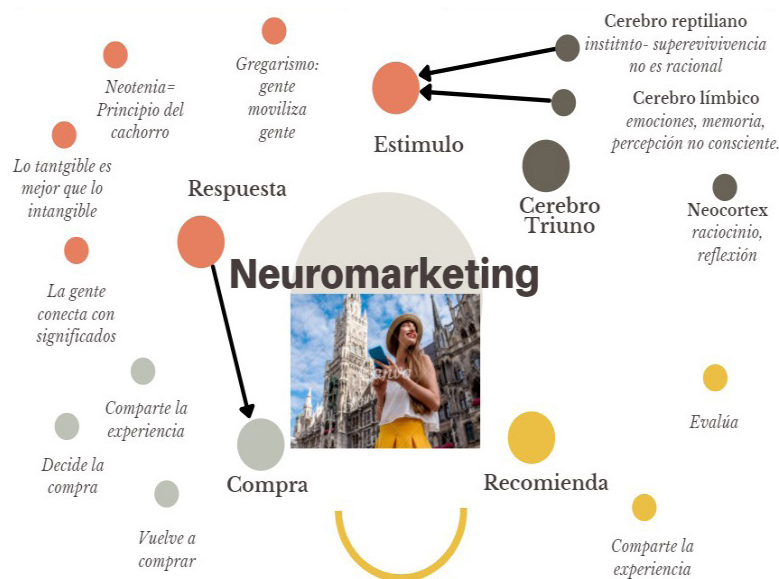 Cerebro reptiliano
institnto- superevivivencia
no es racional
Gregarismo:
gente
moviliza
gente
Neotenia=
Principio del
cachorro
Cerebro límbico
emociones, memoria,
percepción no consciente.
Estimulo
Lo tantgible es
mejor que lo
intangible
Respuesta
Cerebro
Triuno
Neocortex
raciocinio,
reflexión
Neuromarketing
La gente
conecta con
significados
Comparte la
experiencia
Evalúa
Decide la
compra
Compra
Recomienda
Vuelve a
comprar
Comparte la
experiencia